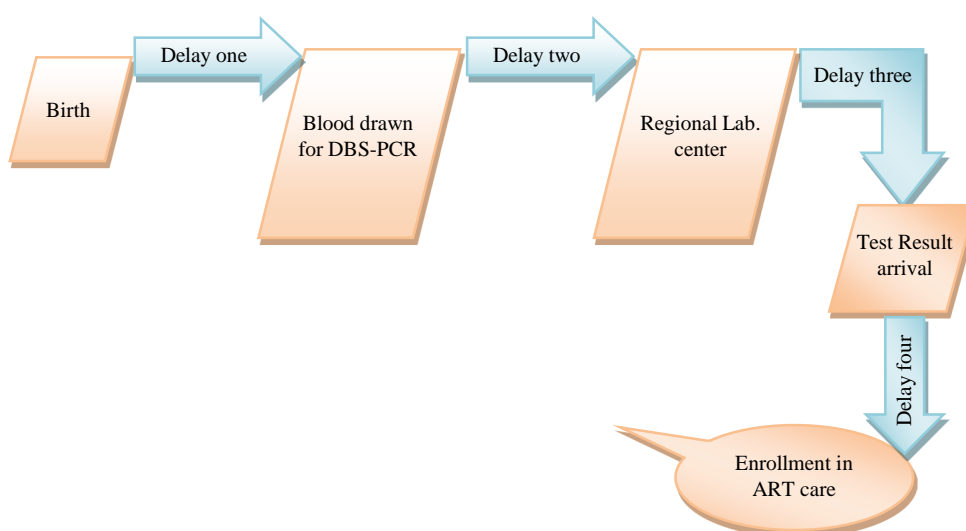 Birth
Delay one
Blood drawn
for DBS-PCR
Delay two
Regional Lab.
center
Delay three
Test Result
arrival
Delay four
Enrollment in
ART care